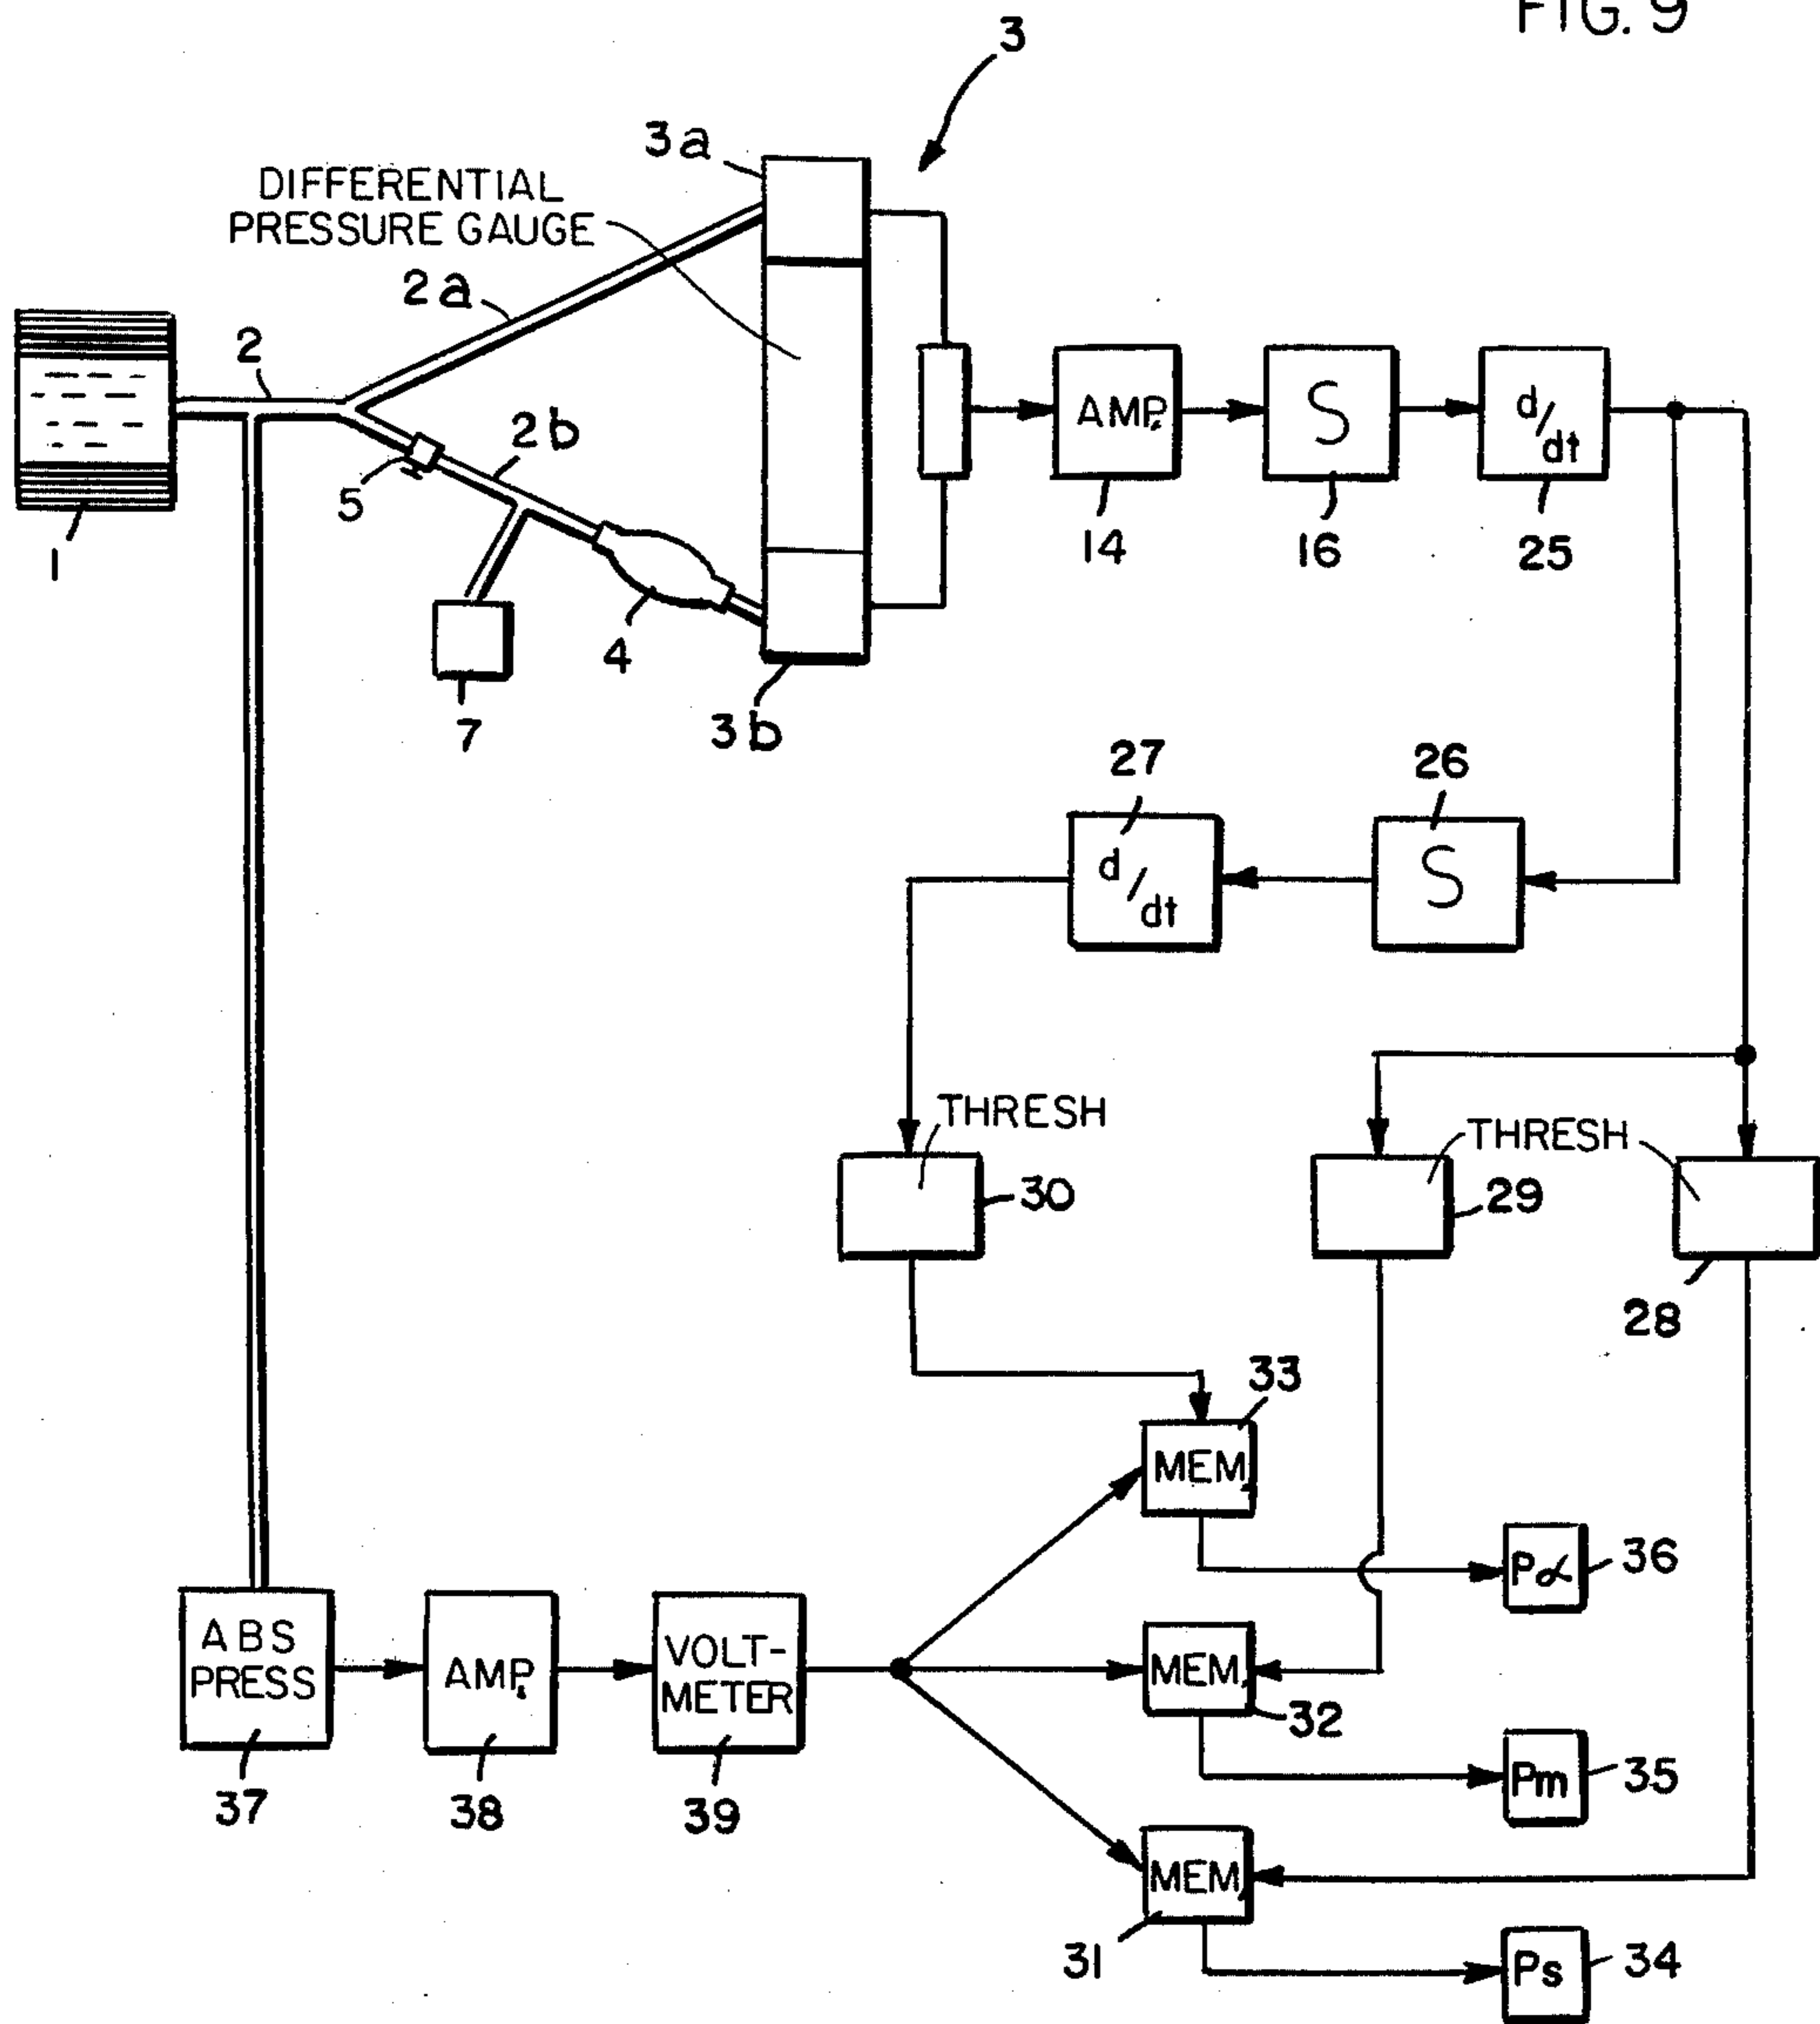 FIG. 9
3
3a
DIFFERENTIAL
PRESSURE GAUGE
2a
2
2b
5
1
4
7
3b
AMP.
14
S
16
d/dt
25
27
d/dt
26
S
THRESH
30
THRESH
29
28
33
MEM.
Pα
36
ABS
PRESS
37
AMP.
38
VOLT-
METER
39
MEM.
32
Pm
35
MEM.
31
Ps
34